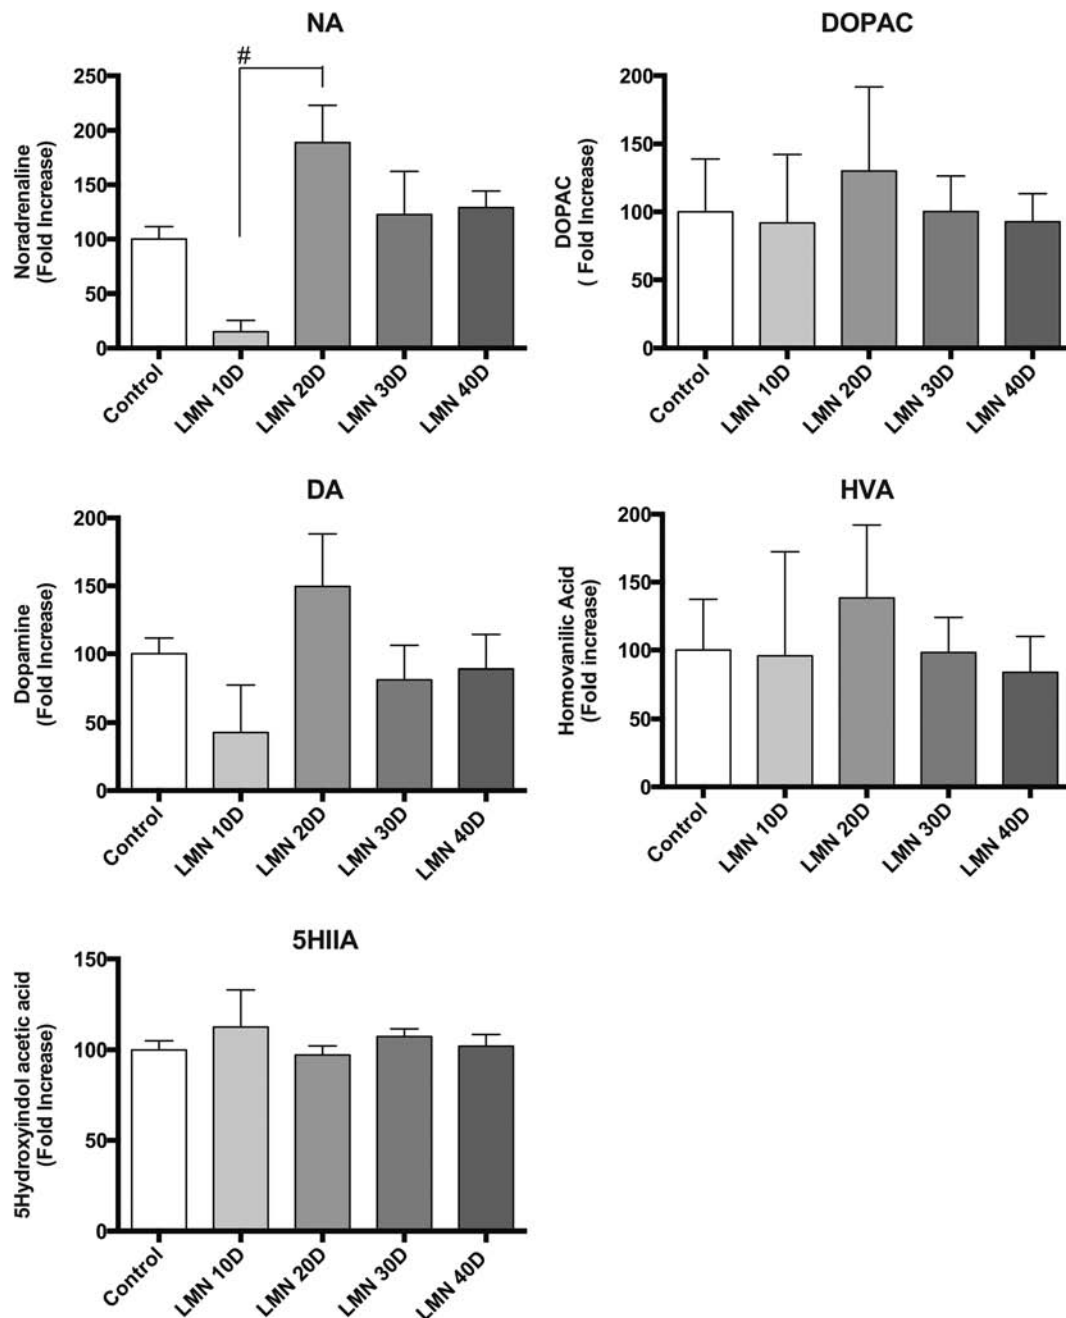 NA
#
Noradrenaline
(Fold Increase)
250
200
150
100
50
0
Control
LMN 10D
LMN 20D
LMN 30D
LMN 40D
DOPAC
DOPAC
( Fold Increase)
200
150
100
50
0
Control
LMN 10D
LMN 20D
LMN 30D
LMN 40D
DA
Dopamine
(Fold Increase)
200
150
100
50
0
Control
LMN 10D
LMN 20D
LMN 30D
LMN 40D
HVA
Homovanilic Acid
(Fold increase)
200
150
100
50
0
Control
LMN 10D
LMN 20D
LMN 30D
LMN 40D
5HIIA
5Hydroxyindol acetic acid
(Fold Increase)
150
100
50
0
Control
LMN 10D
LMN 20D
LMN 30D
LMN 40D